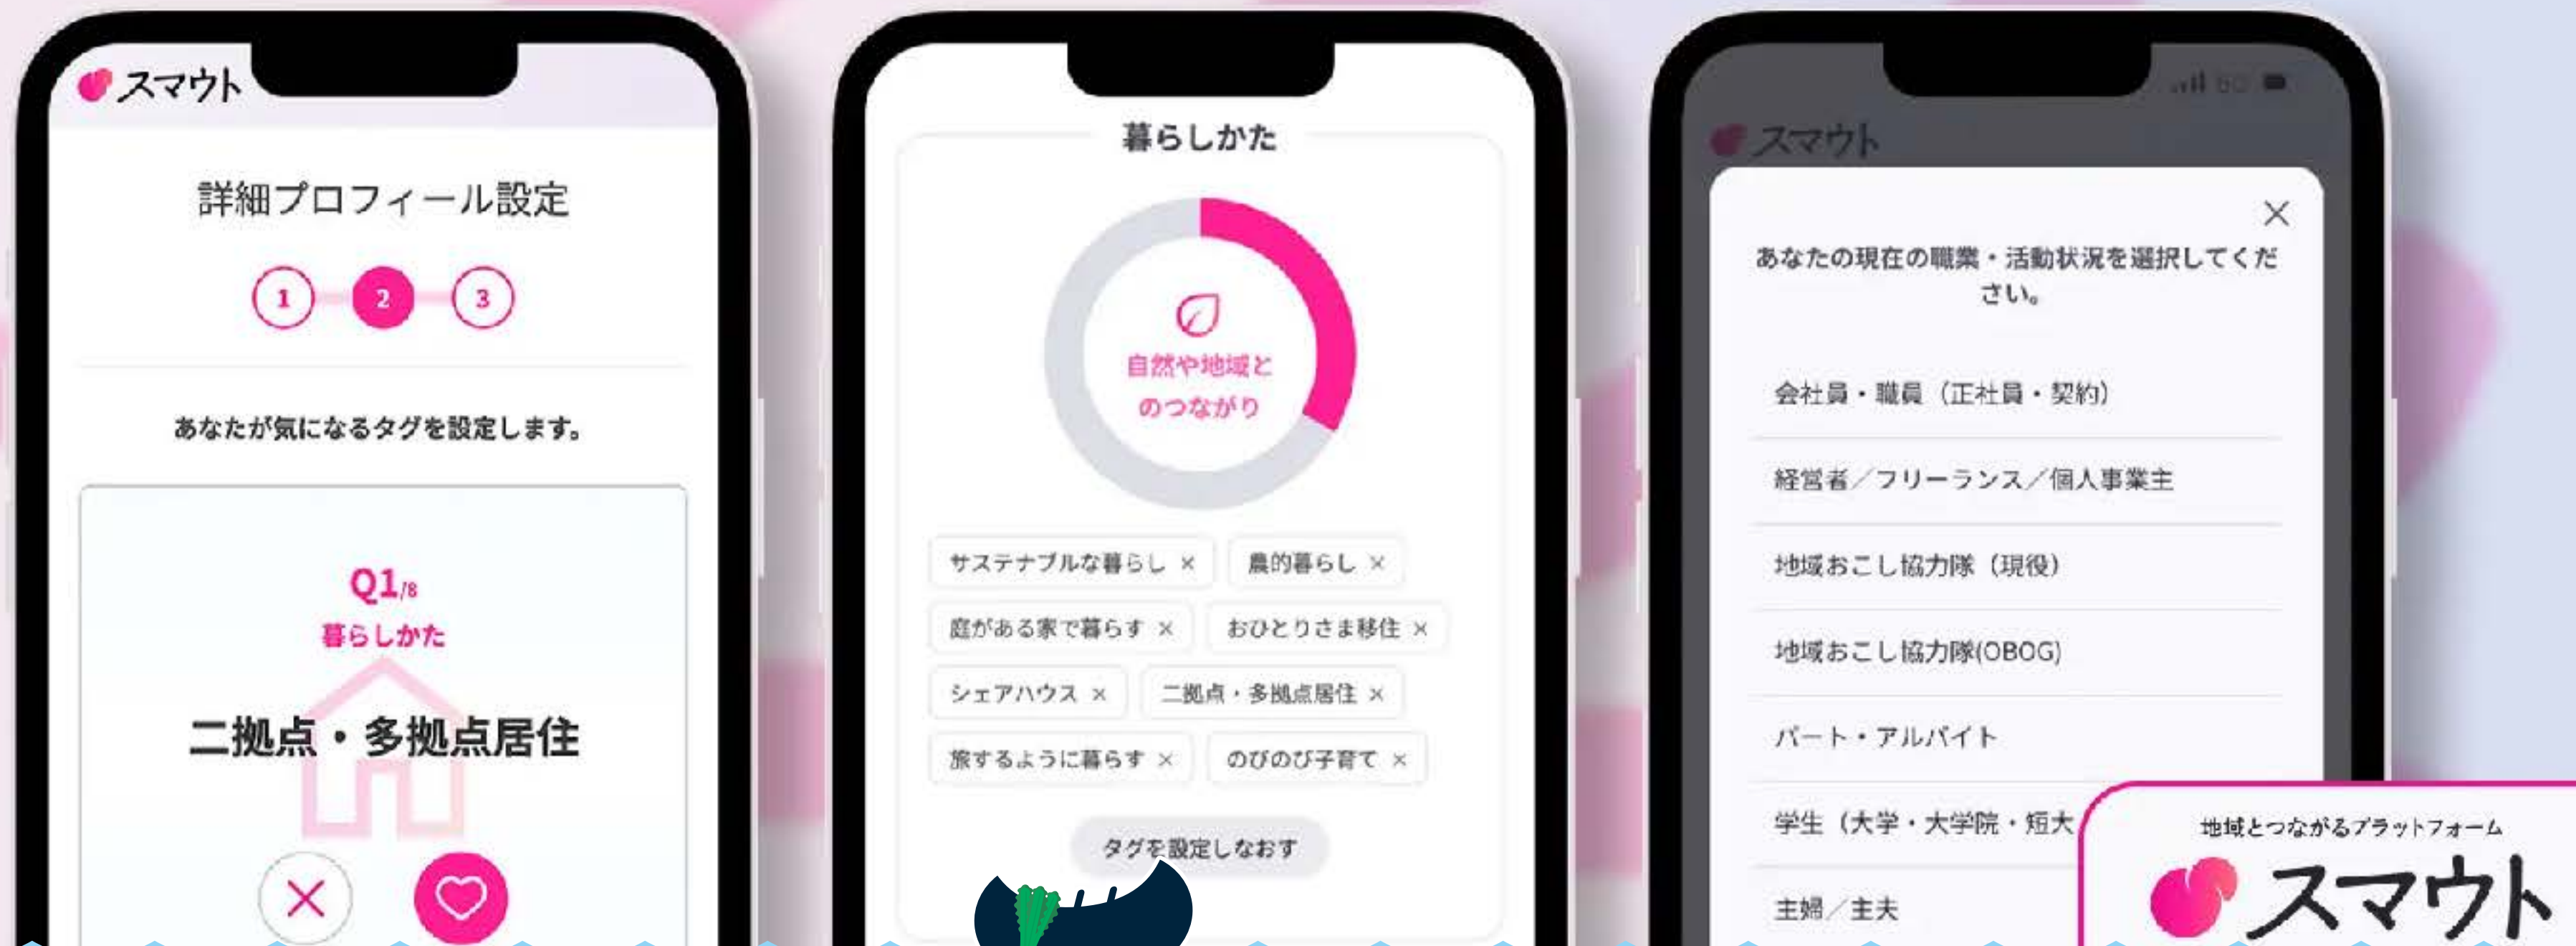 スマウト
詳細プロフィール設定
1 2 3
あなたが気になるタグを設定します。
Q1/8
暮らしかた
二拠点・多拠点居住
暮らしかた
自然や地域と
のつながり
サステナブルな暮らし × 農的暮らし ×
庭がある家で暮らす × おひとりさま移住 ×
シェアハウス × 二拠点・多拠点居住 ×
旅するように暮らす × のびのび子育て ×
タグを設定しなおす
スマウト
あなたの現在の職業・活動状況を選択してくだ
さい。
会社員・職員（正社員・契約）
経営者／フリーランス／個人事業主
地域おこし協力隊（現役）
地域おこし協力隊(OBOG)
パート・アルバイト
学生（大学・大学院・短大
主婦／主夫
地域とつながるプラットフォーム
スマウト